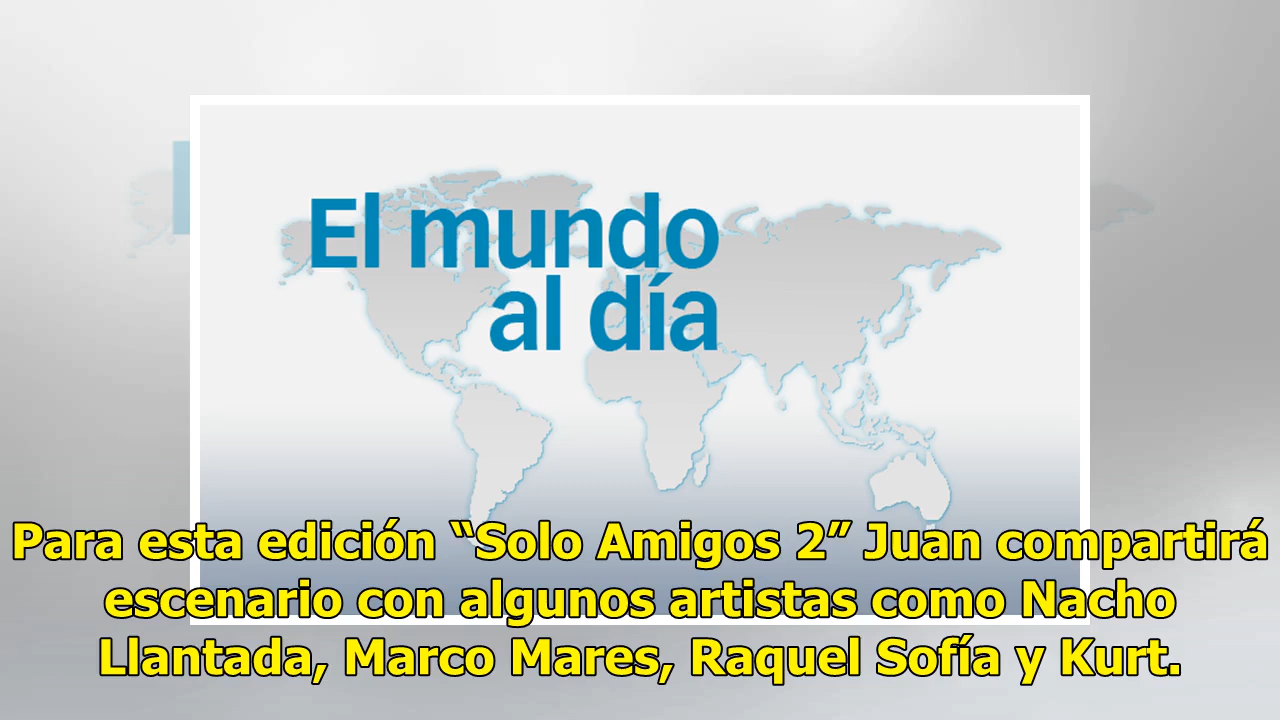 El mundo
al día
Para esta edición “Solo Amigos 2” Juan compartirá
escenario con algunos artistas como Nacho
Llantada, Marco Mares, Raquel Sofía y Kurt.